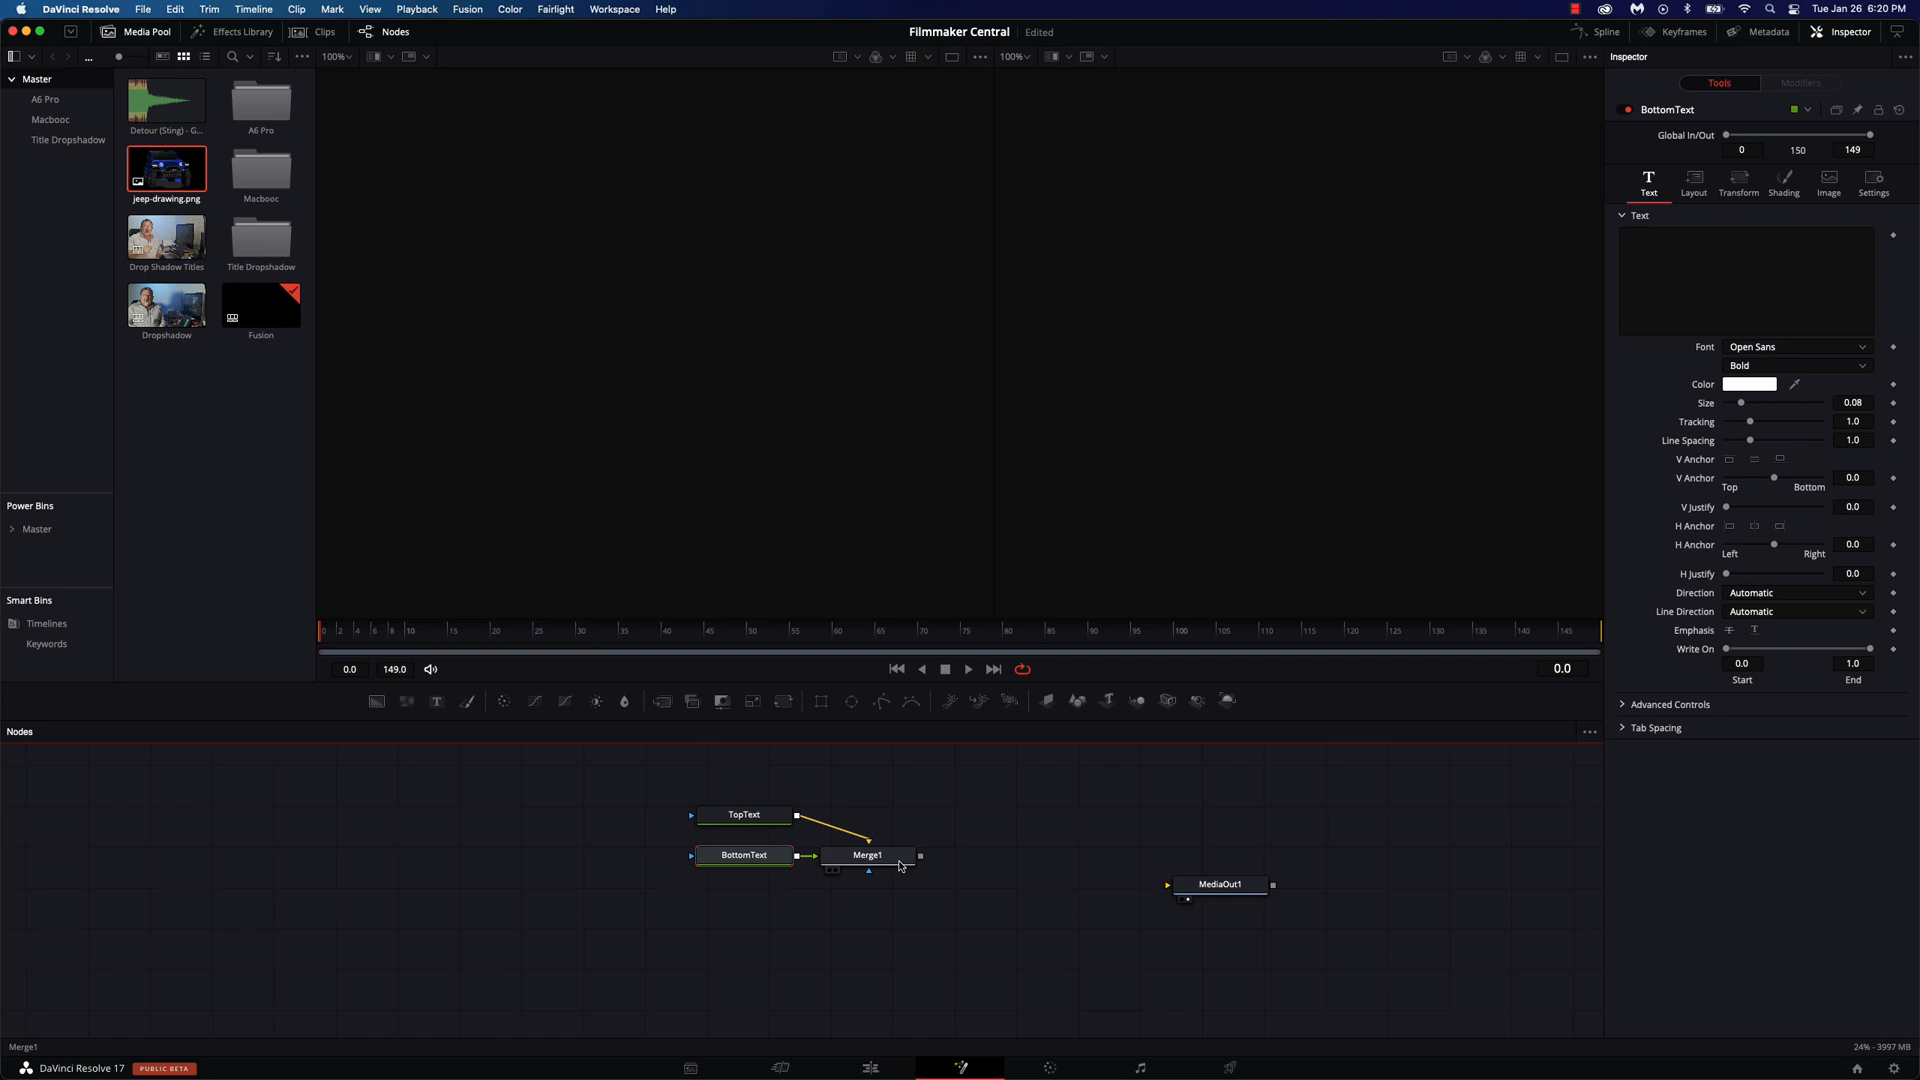 DaVinci Resolve File Edit Trim Timeline Clip Mark View Playback Fusion Color Fairlight Workspace Help Tue Jan 26 6:20 PM
Media Pool Effects Library Clips Nodes Filmmaker Central Edited Spline Keyframes Metadata Inspector
... 100% 100% Inspector
Master
A6 Pro
Macbooc
Title Dropshadow
Detour (Sting) - G... A6 Pro
jeep-drawing.png Macbooc
Drop Shadow Titles Title Dropshadow
Dropshadow Fusion
Power Bins
Master
Smart Bins
Timelines
Keywords
Tools Modifiers
BottomText
Global In/Out
0 150 149
Text Layout Transform Shading Image Settings
Text
Font Open Sans
Bold
Color
Size 0.08
Tracking 1.0
Line Spacing 1.0
V Anchor
V Anchor 0.0
Top Bottom
V Justify 0.0
H Anchor
H Anchor 0.0
Left Right
H Justify 0.0
Direction Automatic
Line Direction Automatic
Emphasis
Write On
0.0 1.0
Start End
Advanced Controls
Tab Spacing
0 2 4 6 8 10 15 20 25 30 35 40 45 50 55 60 65 70 75 80 85 90 95 100 105 110 115 120 125 130 135 140 145
0.0 149.0 0.0
Nodes
TopText
BottomText Merge1
MediaOut1
Merge1 24% - 3997 MB
DaVinci Resolve 17 PUBLIC BETA